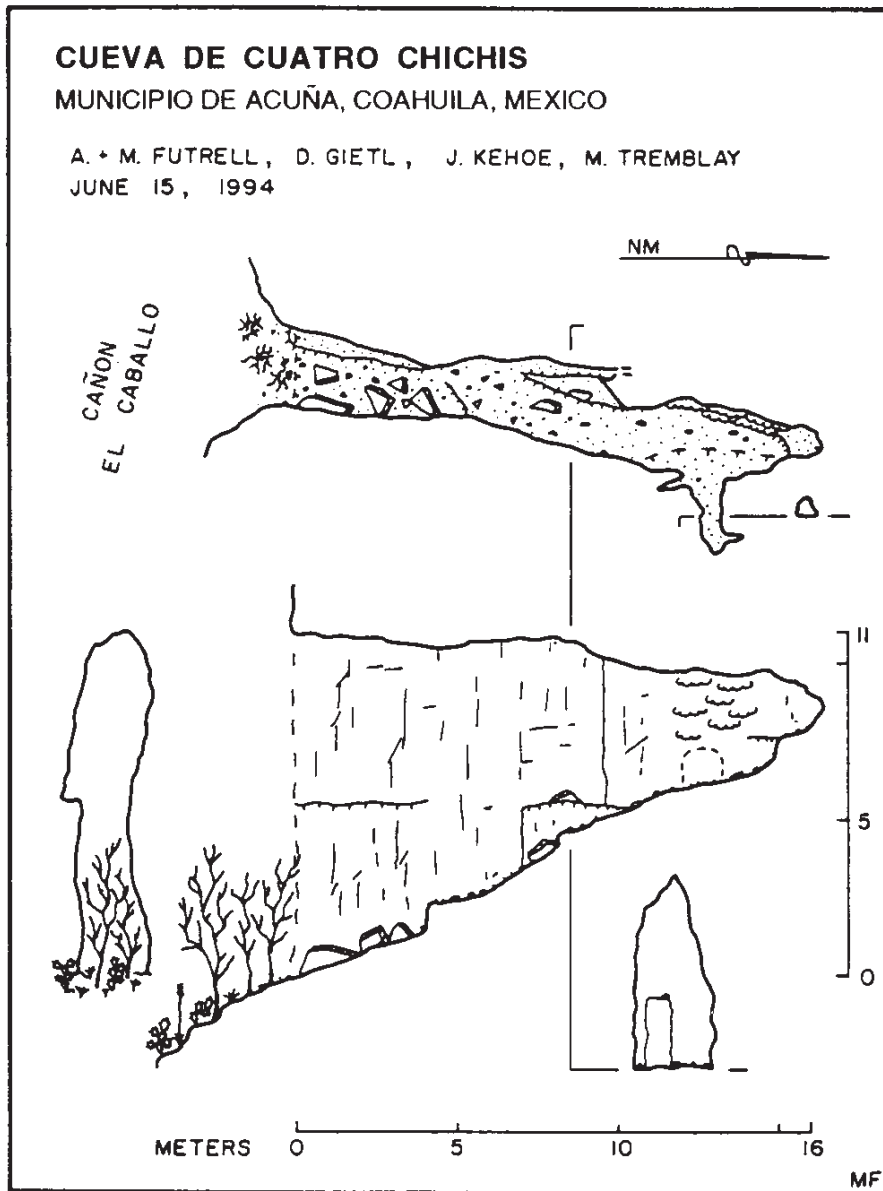 CUEVA DE CUATRO CHICHIS
MUNICIPIO DE ACUÑA, COAHUILA, MEXICO
A. + M. FUTRELL, D. GIETL, J. KEHOE, M. TREMBLAY
JUNE 15, 1994
NM
CAÑON
EL CABALLO
11
5
0
METERS 0 5 10 16
MF